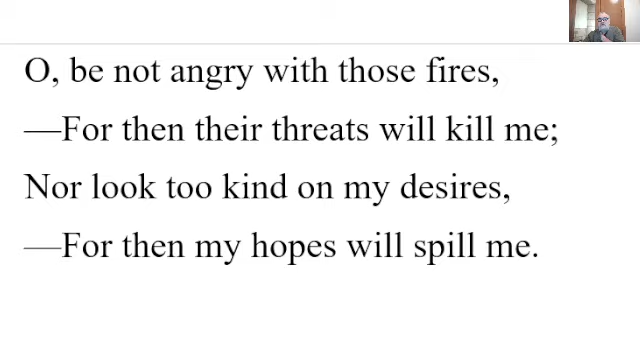 O, be not angry with those fires,
—For then their threats will kill me;
Nor look too kind on my desires,
—For then my hopes will spill me.